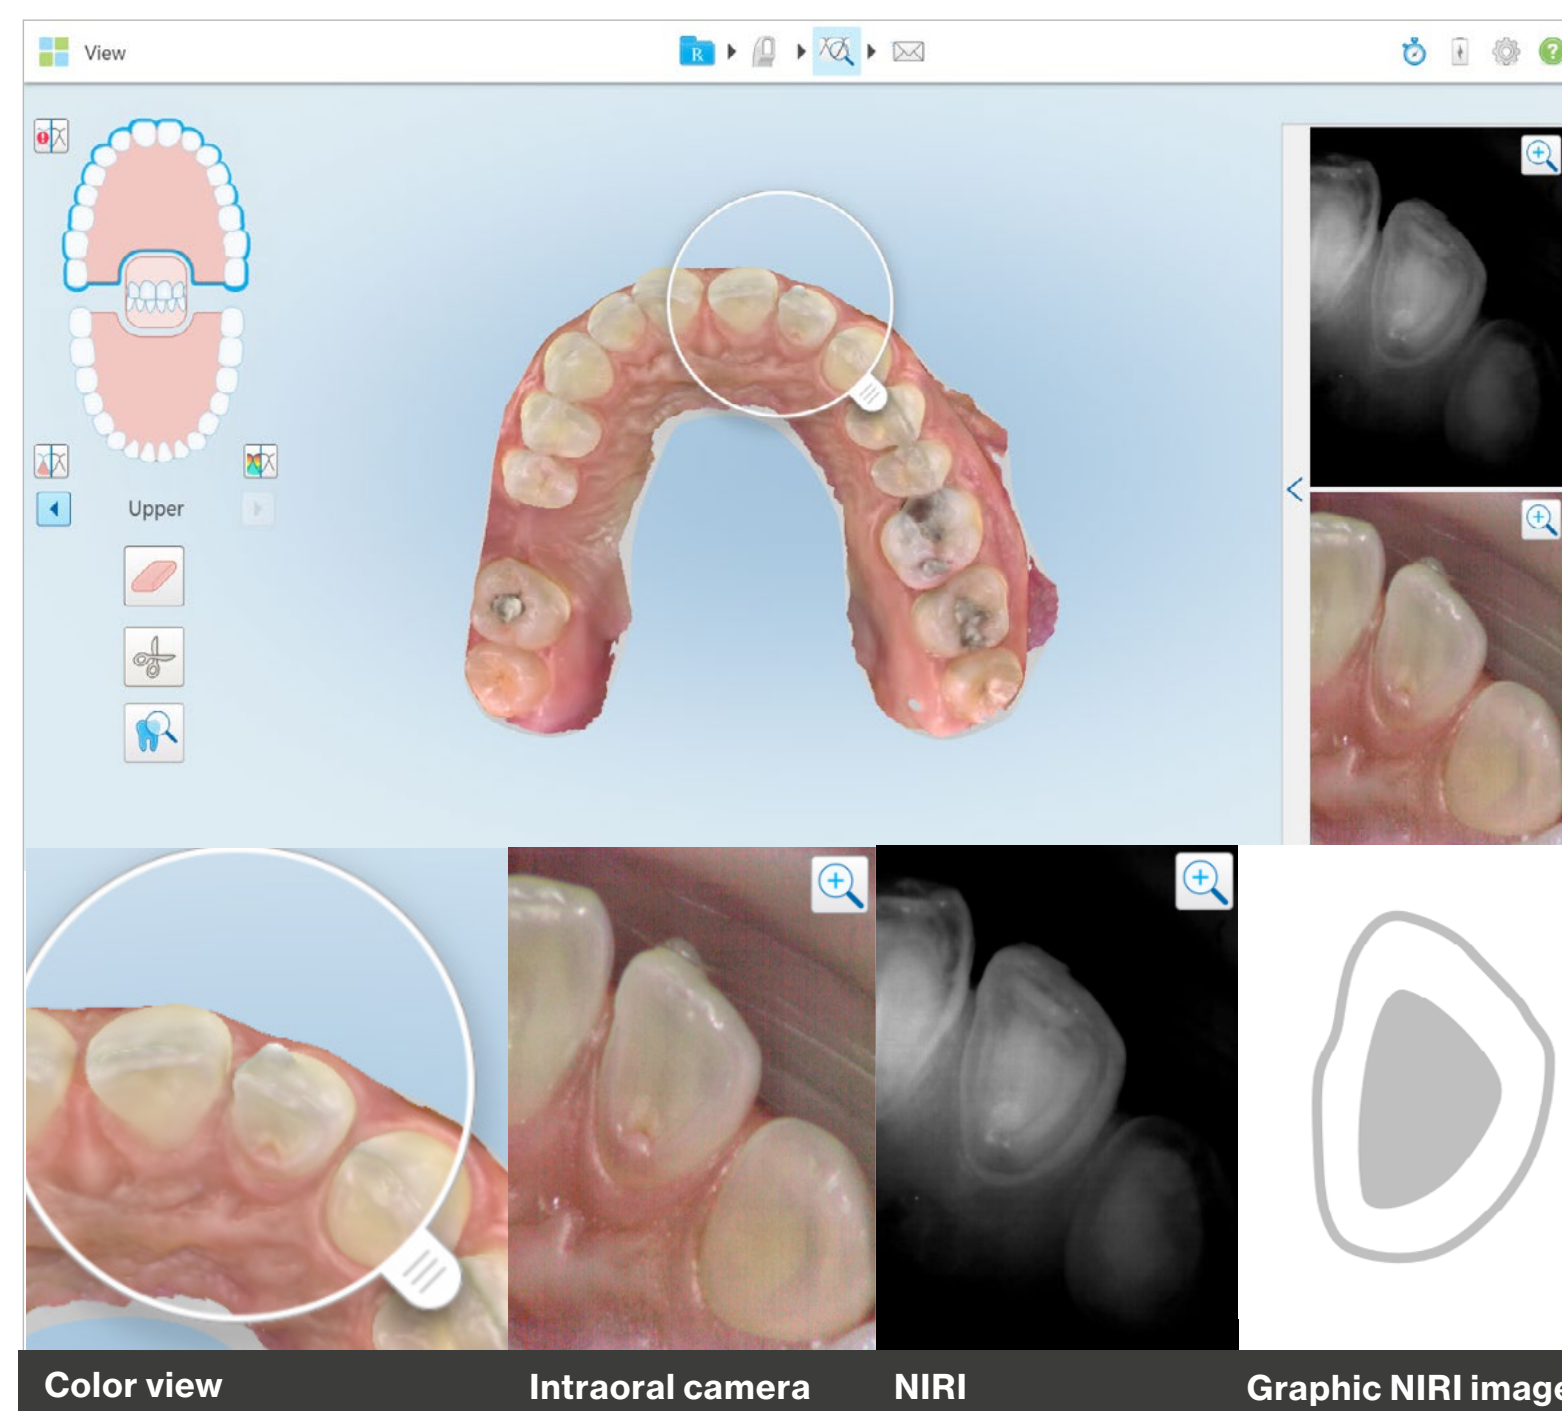 View
R
Upper
Color view
Intraoral camera
NIRI
Graphic NIRI image